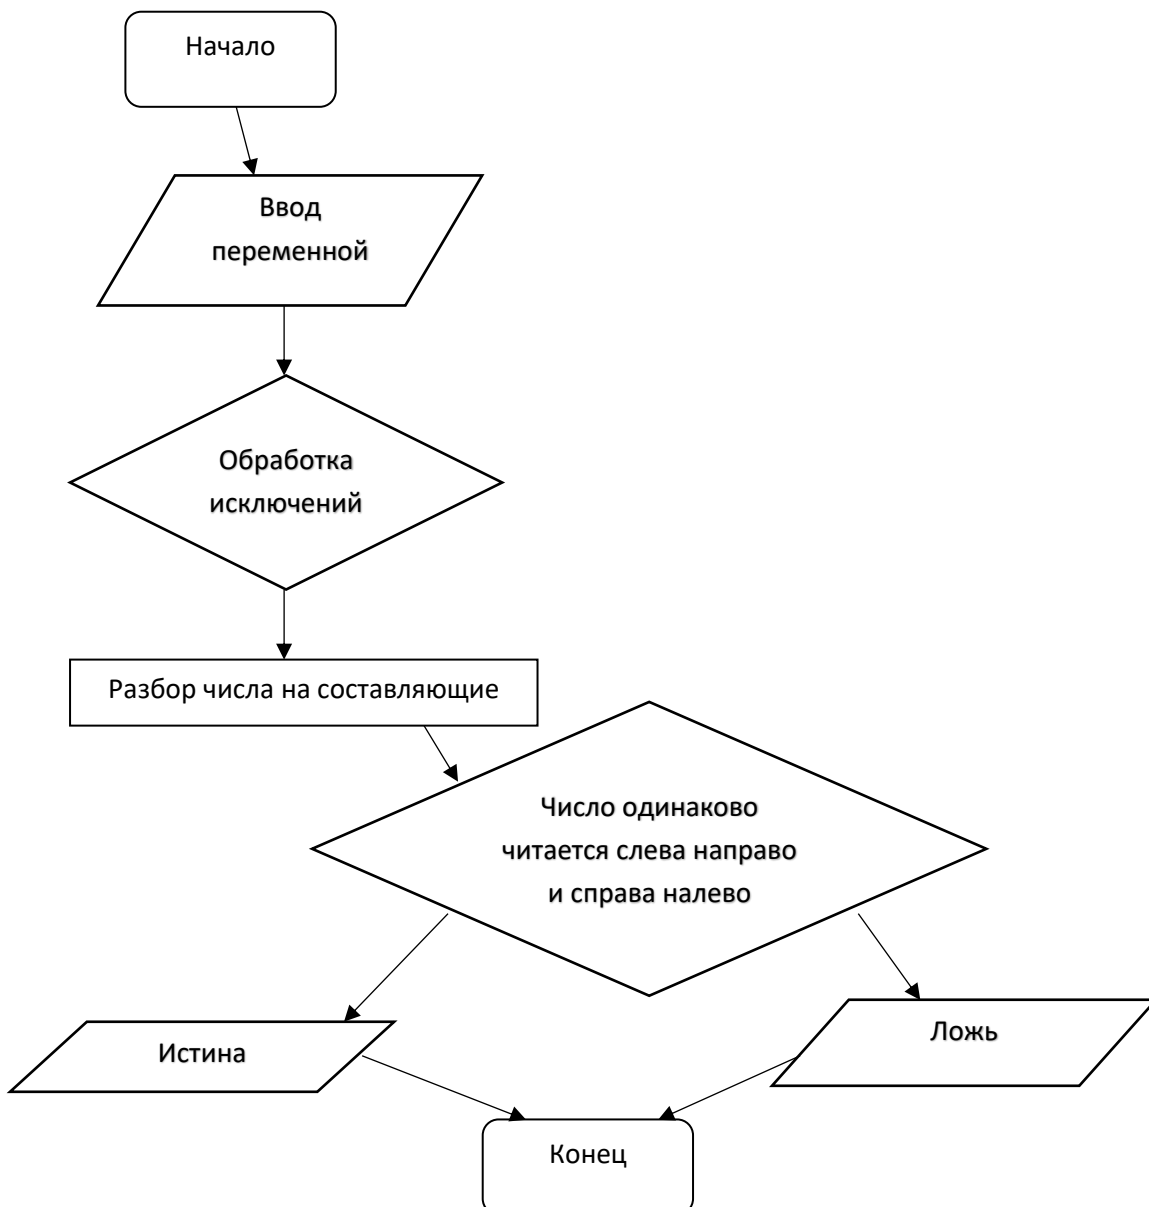 Начало
Ввод
переменной
Обработка
исключений
Разбор числа на составляющие
Число одинаково
читается слева направо
и справа налево
Истина
Ложь
Конец